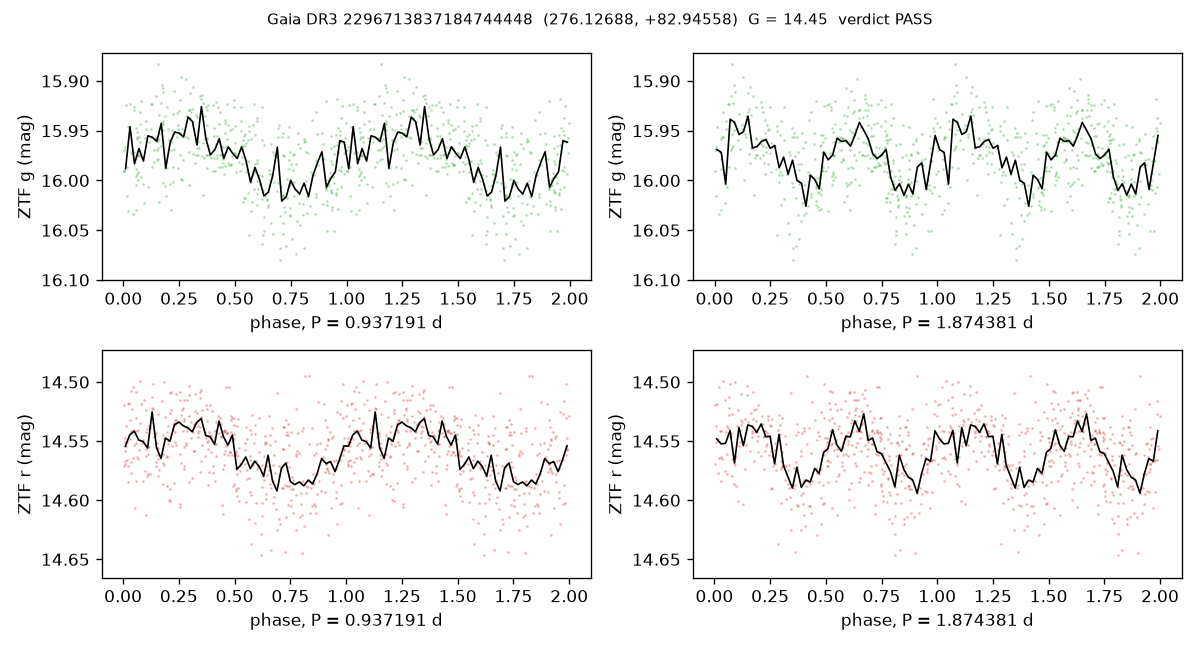 Gaia DR3 2296713837184744448  (276.12688, +82.94558)  G = 14.45  verdict PASS
ZTF g (mag)
15.90
15.95
16.00
16.05
16.10
0.00 0.25 0.50 0.75 1.00 1.25 1.50 1.75 2.00
phase, P = 0.937191 d
ZTF g (mag)
15.90
15.95
16.00
16.05
16.10
0.00 0.25 0.50 0.75 1.00 1.25 1.50 1.75 2.00
phase, P = 1.874381 d
ZTF r (mag)
14.50
14.55
14.60
14.65
0.00 0.25 0.50 0.75 1.00 1.25 1.50 1.75 2.00
phase, P = 0.937191 d
ZTF r (mag)
14.50
14.55
14.60
14.65
0.00 0.25 0.50 0.75 1.00 1.25 1.50 1.75 2.00
phase, P = 1.874381 d